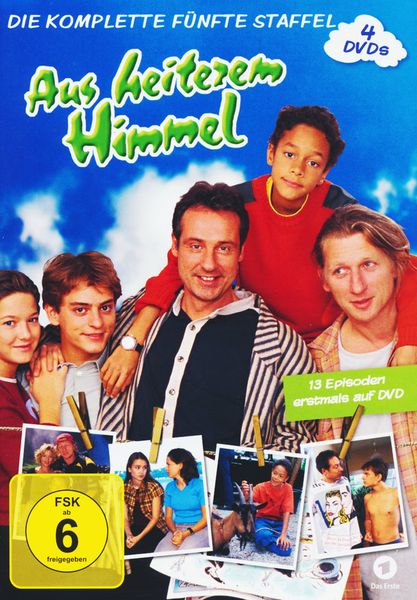 DIE KOMPLETTE FÜNFTE STAFFEL
4
DVDs
Aus heiterem
Himmel
13 Episoden
erstmals auf DVD
FSK
ab
6
freigegeben
Das Erste